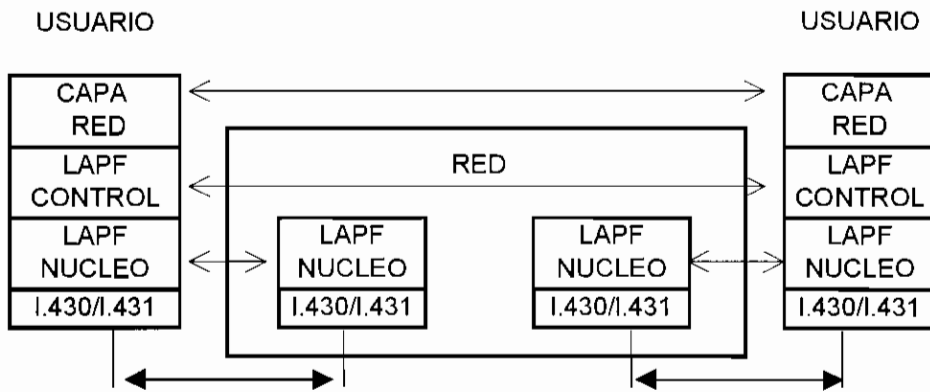 USUARIO
USUARIO
CAPA
RED
LAPF
CONTROL
LAPF
NUCLEO
I.430/I.431
RED
LAPF
NUCLEO
I.430/I.431
LAPF
NUCLEO
I.430/I.431
CAPA
RED
LAPF
CONTROL
LAPF
NUCLEO
I.430/I.431